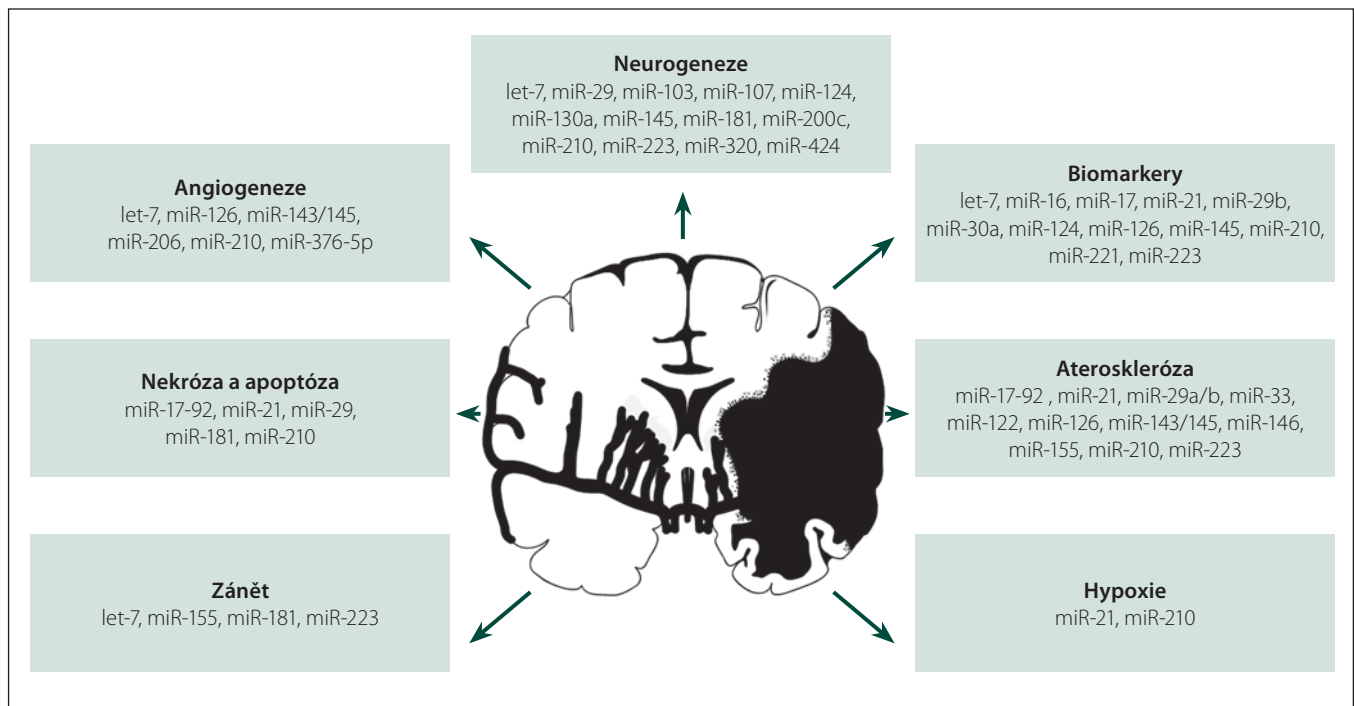 Neurogeneze
let-7, miR-29, miR-103, miR-107, miR-124,
miR-130a, miR-145, miR-181, miR-200c,
miR-210, miR-223, miR-320, miR-424
Angiogeneze
let-7, miR-126, miR-143/145,
miR-206, miR-210, miR-376-5p
Biomarkery
let-7, miR-16, miR-17, miR-21, miR-29b,
miR-30a, miR-124, miR-126, miR-145, miR-210,
miR-221, miR-223
Nekróza a apoptóza
miR-17-92, miR-21, miR-29,
miR-181, miR-210
Ateroskleróza
miR-17-92 , miR-21, miR-29a/b, miR-33,
miR-122, miR-126, miR-143/145, miR-146,
miR-155, miR-210, miR-223
Zánět
let-7, miR-155, miR-181, miR-223
Hypoxie
miR-21, miR-210